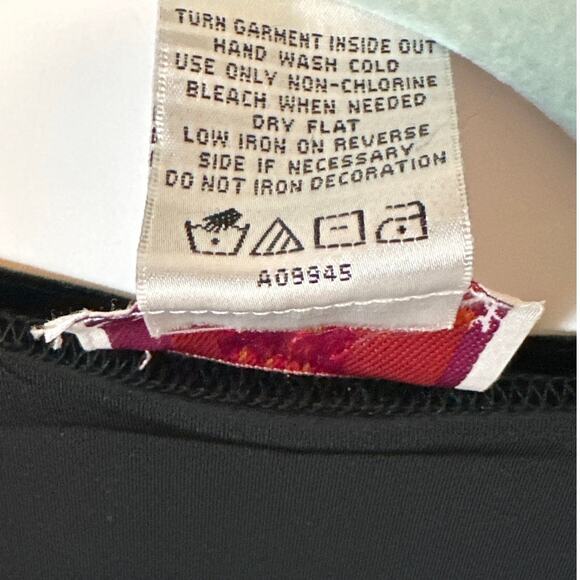 TURN GARMENT INSIDE OUT
HAND WASH COLD
USE ONLY NON-CHLORINE
BLEACH WHEN NEEDED
DRY FLAT
LOW IRON ON REVERSE
SIDE IF NECESSARY
DO NOT IRON DECORATION
A09945